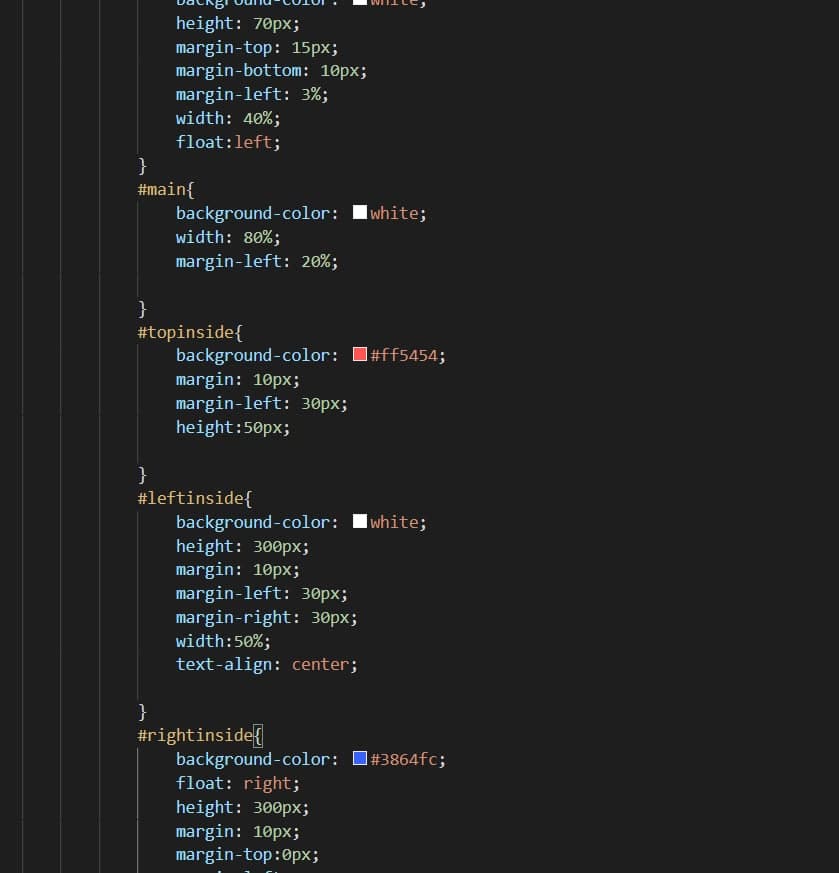 background-color: white;
height: 70px;
margin-top: 15px;
margin-bottom: 10px;
margin-left: 3%;
width: 40%;
float:left;
}
#main{
background-color: white;
width: 80%;
margin-left: 20%;
}
#topinside{
background-color: #ff5454;
margin: 10px;
margin-left: 30px;
height:50px;
}
#leftinside{
background-color: white;
height: 300px;
margin: 10px;
margin-left: 30px;
margin-right: 30px;
width:50%;
text-align: center;
}
#rightinside{
background-color: #3864fc;
float: right;
height: 300px;
margin: 10px;
margin-top:0px;